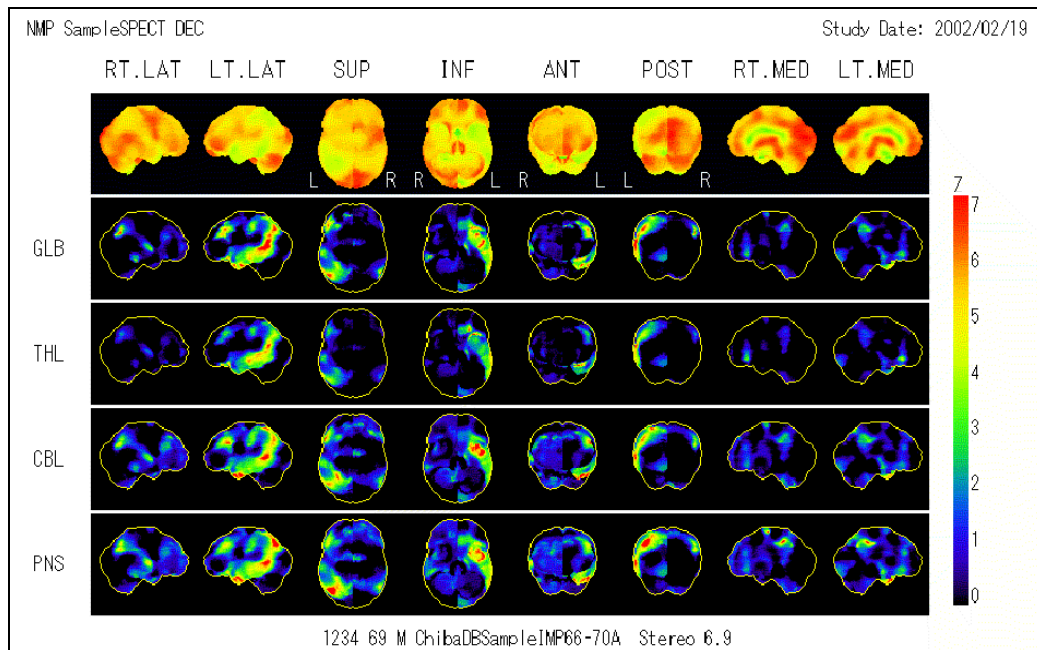 NMP SampleSPECT DEC Study Date: 2002/02/19
RT.LAT LT.LAT SUP INF ANT POST RT.MED LT.MED
L R R L R L L R
7
7
GLB
6
5
THL
4
3
CBL
2
1
PNS
0
1234 69 M ChibaDBSampleIMP66-70A Stereo 6.9